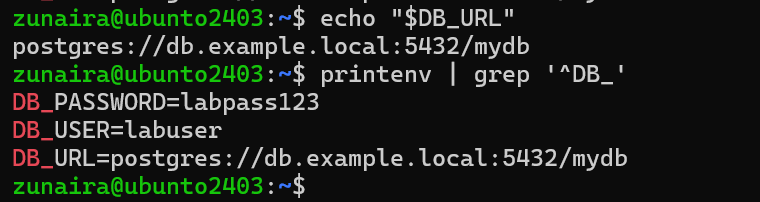 zunaira@ubunto2403:~$ echo "$DB_URL"
postgres://db.example.local:5432/mydb
zunaira@ubunto2403:~$ printenv | grep '^DB_'
DB_PASSWORD=labpass123
DB_USER=labuser
DB_URL=postgres://db.example.local:5432/mydb
zunaira@ubunto2403:~$